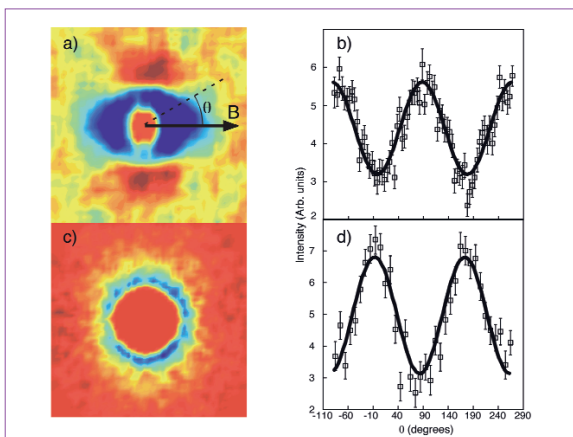 a)
θ
B
c)
b)
6
5
4
3
2
Intensity (Arb. units)
d)
7
6
5
4
3
2
-110 -60 -10 40 90 140 190 240 290
θ (degrees)